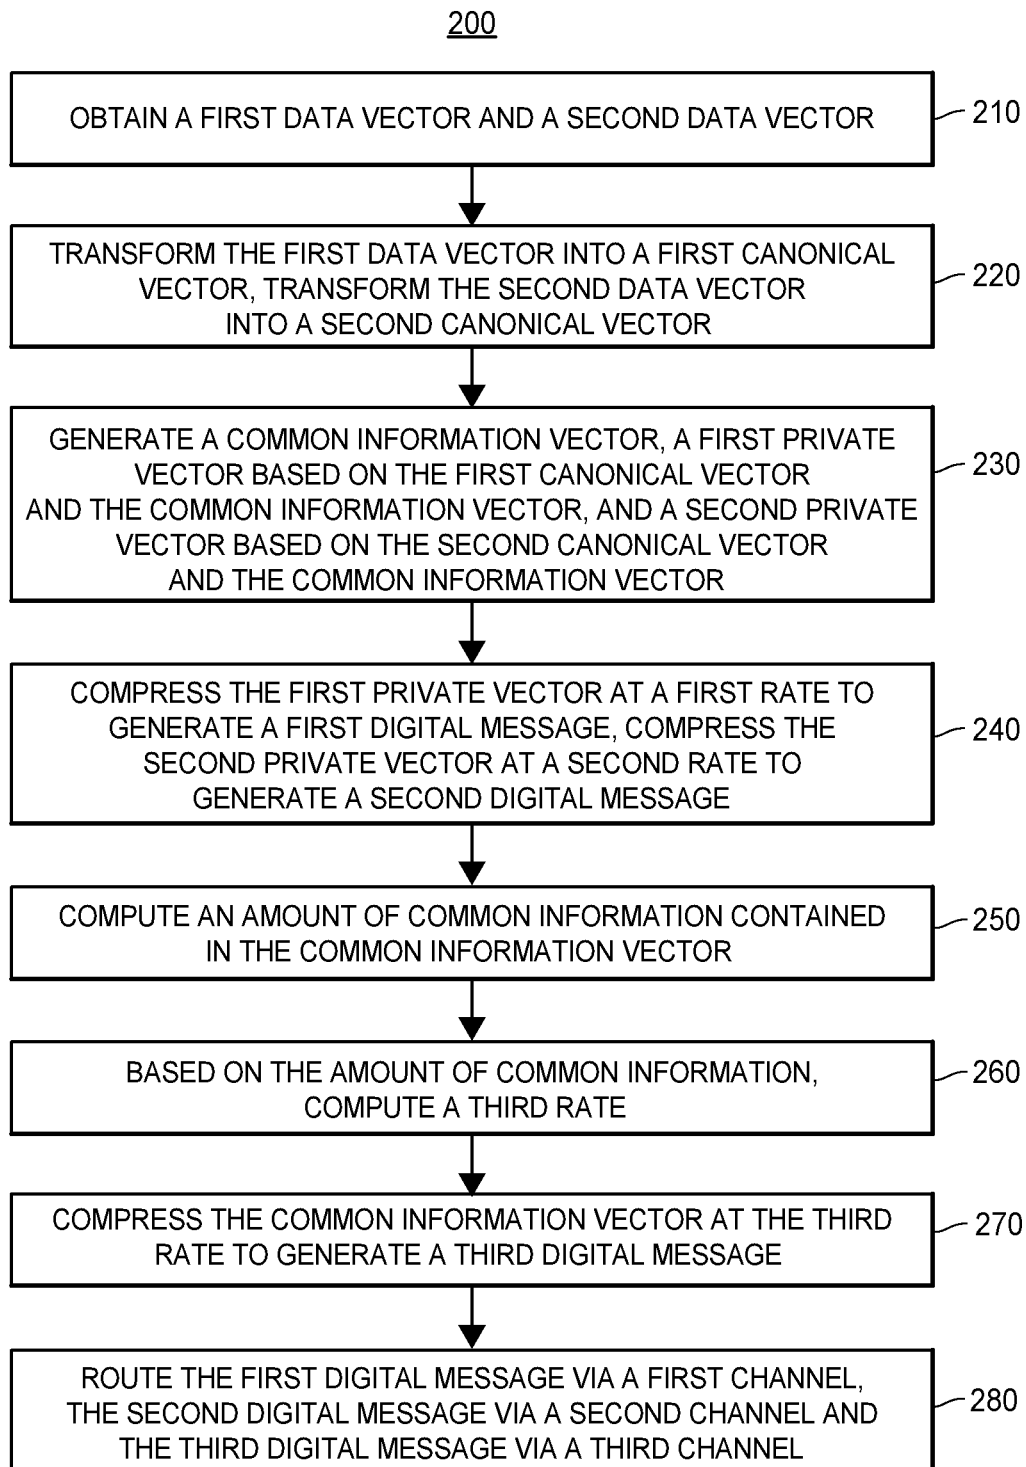 200
OBTAIN A FIRST DATA VECTOR AND A SECOND DATA VECTOR
210
TRANSFORM THE FIRST DATA VECTOR INTO A FIRST CANONICAL
VECTOR, TRANSFORM THE SECOND DATA VECTOR
INTO A SECOND CANONICAL VECTOR
220
GENERATE A COMMON INFORMATION VECTOR, A FIRST PRIVATE
VECTOR BASED ON THE FIRST CANONICAL VECTOR
AND THE COMMON INFORMATION VECTOR, AND A SECOND PRIVATE
VECTOR BASED ON THE SECOND CANONICAL VECTOR
AND THE COMMON INFORMATION VECTOR
230
COMPRESS THE FIRST PRIVATE VECTOR AT A FIRST RATE TO
GENERATE A FIRST DIGITAL MESSAGE, COMPRESS THE
SECOND PRIVATE VECTOR AT A SECOND RATE TO
GENERATE A SECOND DIGITAL MESSAGE
240
COMPUTE AN AMOUNT OF COMMON INFORMATION CONTAINED
IN THE COMMON INFORMATION VECTOR
250
BASED ON THE AMOUNT OF COMMON INFORMATION,
COMPUTE A THIRD RATE
260
COMPRESS THE COMMON INFORMATION VECTOR AT THE THIRD
RATE TO GENERATE A THIRD DIGITAL MESSAGE
270
ROUTE THE FIRST DIGITAL MESSAGE VIA A FIRST CHANNEL,
THE SECOND DIGITAL MESSAGE VIA A SECOND CHANNEL AND
THE THIRD DIGITAL MESSAGE VIA A THIRD CHANNEL
280